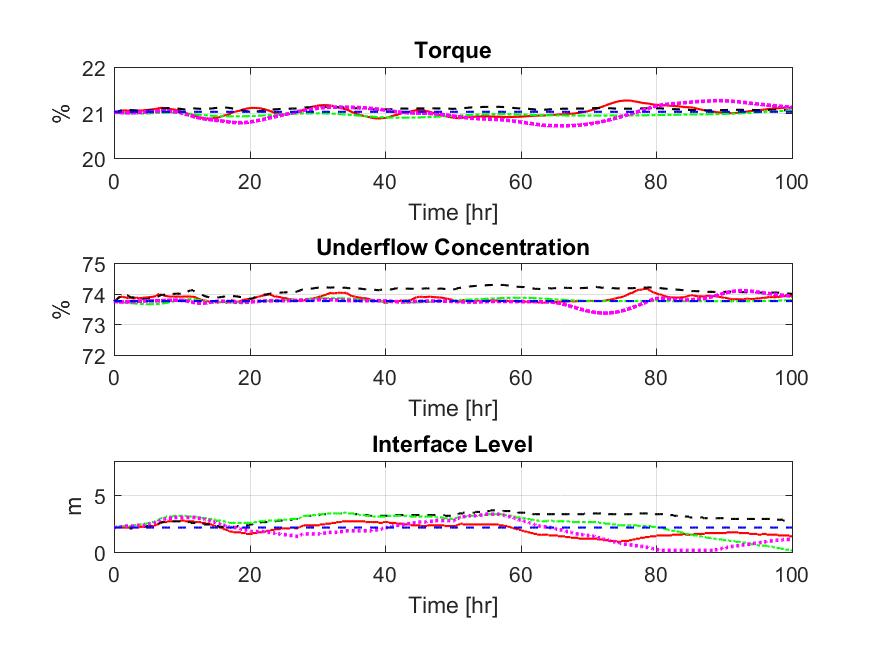 Torque
22
21
20
%
0 20 40 60 80 100
Time [hr]
Underflow Concentration
75
74
73
72
%
0 20 40 60 80 100
Time [hr]
Interface Level
5
0
m
0 20 40 60 80 100
Time [hr]